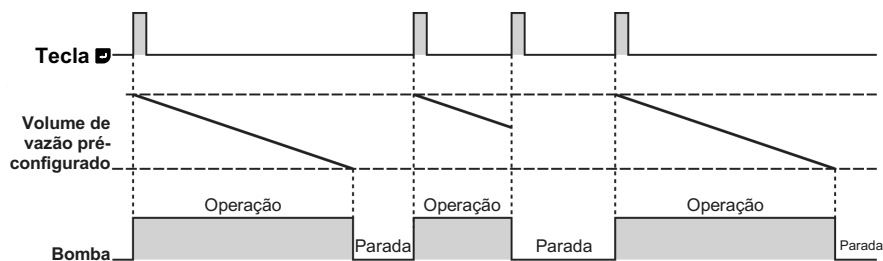 Tecla
Volume de
vazão pré-
configurado
Operação
Operação
Operação
Parada
Parada
Parada
Bomba